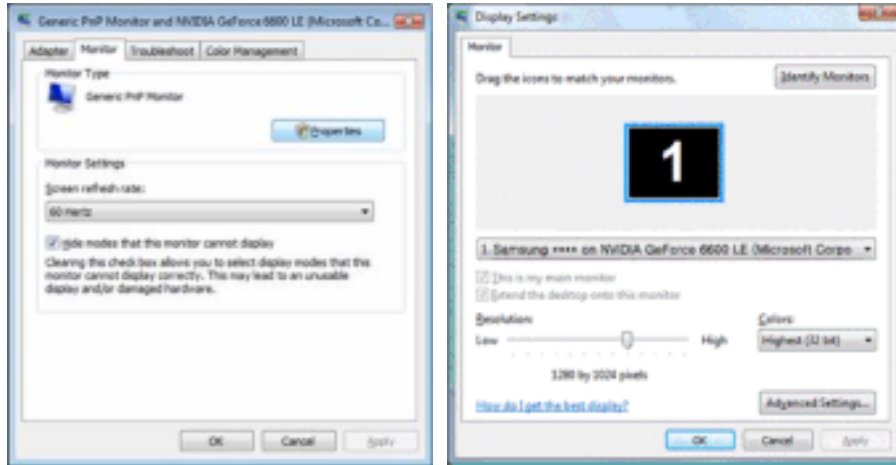 Generic PnP Monitor and NVIDIA GeForce 6600 LE (Microsoft Co...
Adapter Monitor Troubleshoot Color Management
Monitor Type
Generic PnP Monitor
Properties
Monitor Settings
Screen refresh rate:
60 Hertz
Hide modes that this monitor cannot display
Clearing this check box allows you to select display modes that this
monitor cannot display correctly. This may lead to an unusable
display and/or damaged hardware.
OK Cancel Apply
Display Settings
Monitor
Drag the icons to match your monitors.
Identify Monitors
1
1. Samsung **** on NVIDIA GeForce 6600 LE (Microsoft Corpo
This is my main monitor
Extend the desktop onto this monitor
Resolution:
Colors:
Low High
Highest (32 bit)
1280 by 1024 pixels
How do I get the best display?
Advanced Settings...
OK Cancel Apply